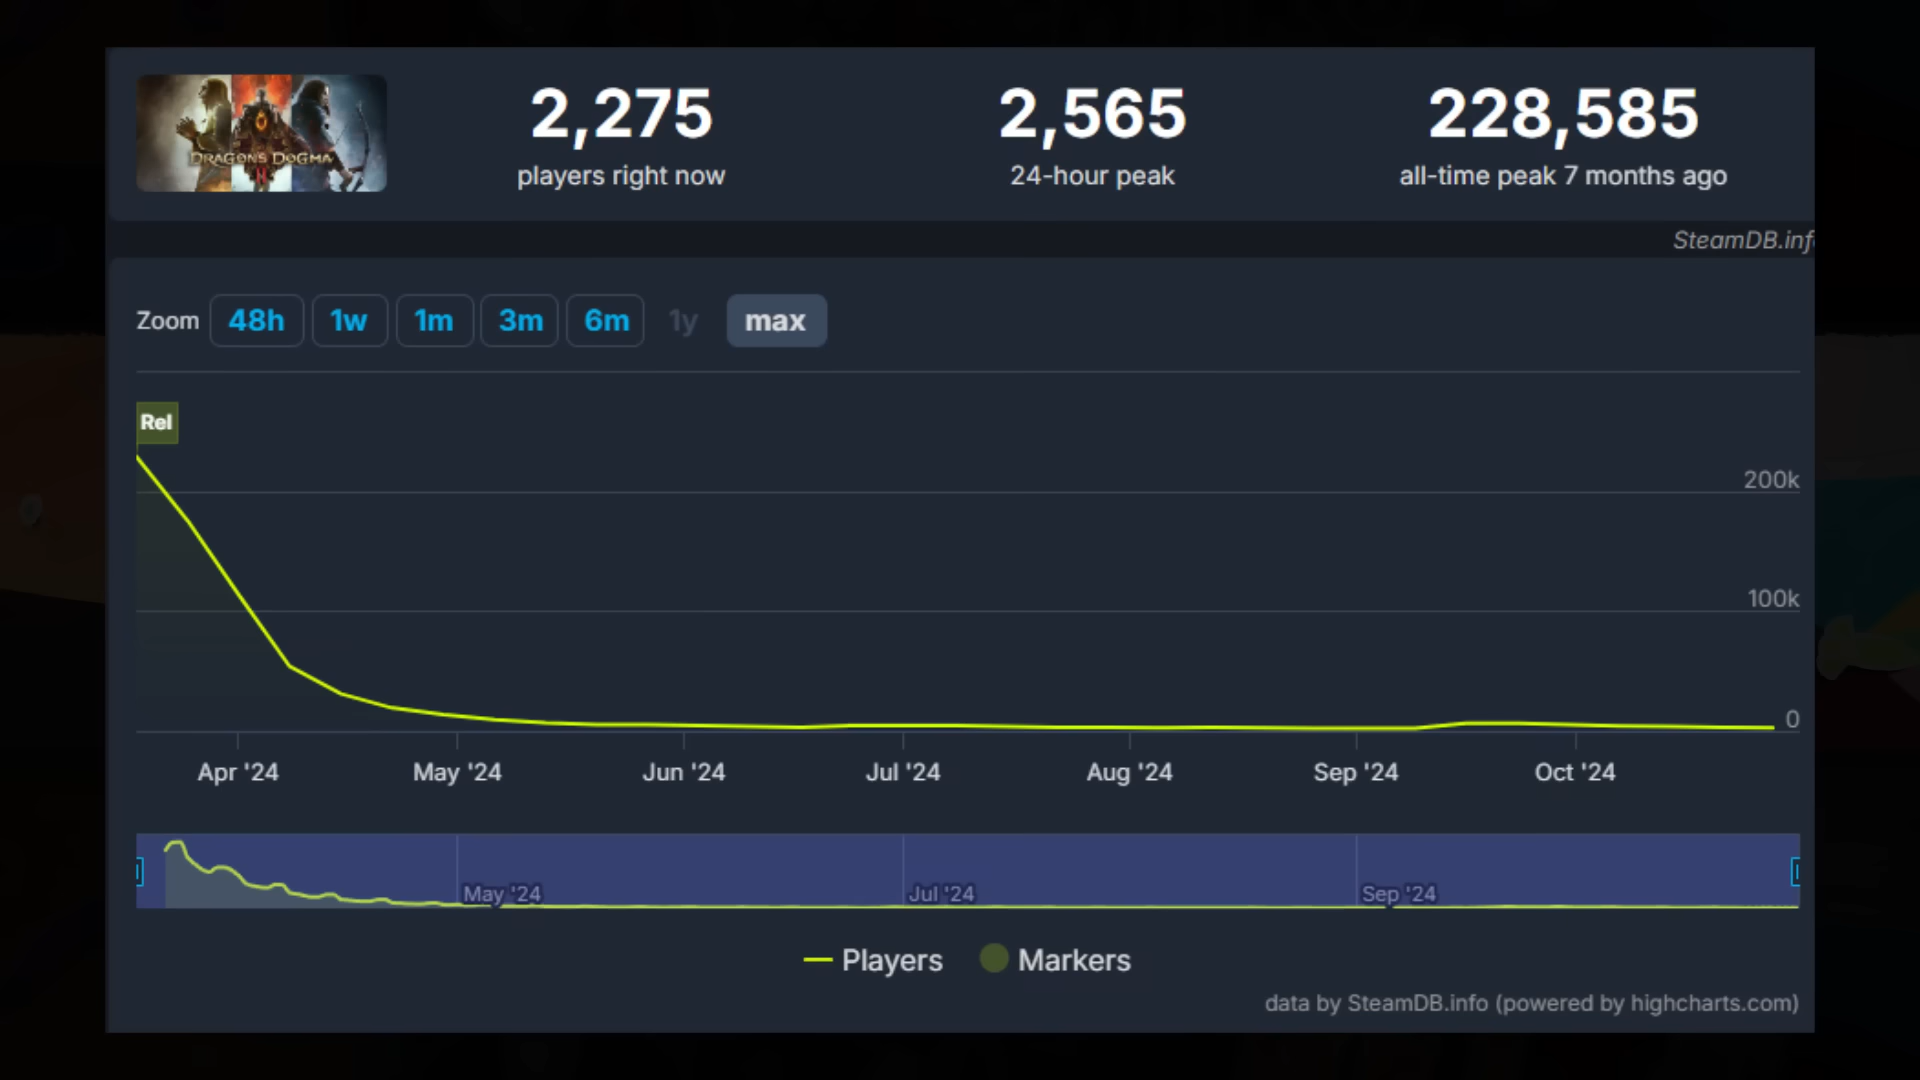 DRAGONS DOGMA
II
2,275
players right now
2,565
24-hour peak
228,585
all-time peak 7 months ago
SteamDB.inf
Zoom 48h 1w 1m 3m 6m 1y max
Rel
200k
100k
0
Apr '24 May '24 Jun '24 Jul '24 Aug '24 Sep '24 Oct '24
May '24 Jul '24 Sep '24
Players Markers
data by SteamDB.info (powered by highcharts.com)